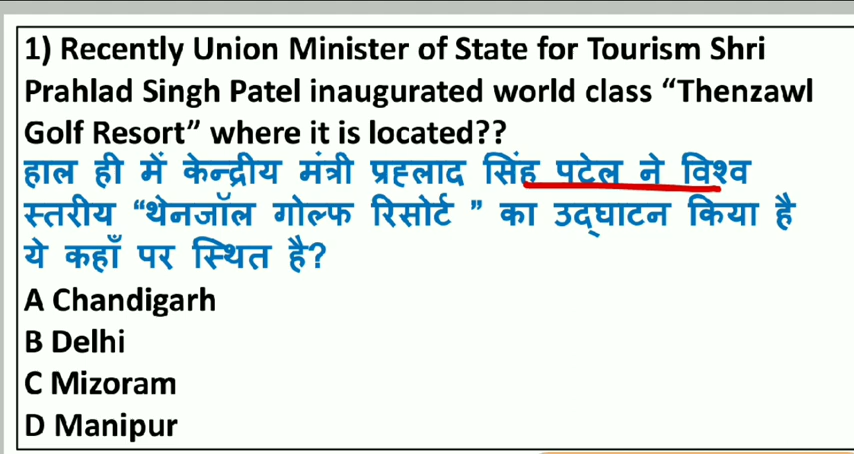 1) Recently Union Minister of State for Tourism Shri
Prahlad Singh Patel inaugurated world class “Thenzawl
Golf Resort” where it is located??
हाल ही में केन्द्रीय मंत्री प्रहलाद सिंह पटेल ने विश्व
स्तरीय “थेनजॉल गोल्फ रिसोर्ट ” का उद्घाटन किया है
ये कहाँ पर स्थित है?
A Chandigarh
B Delhi
C Mizoram
D Manipur